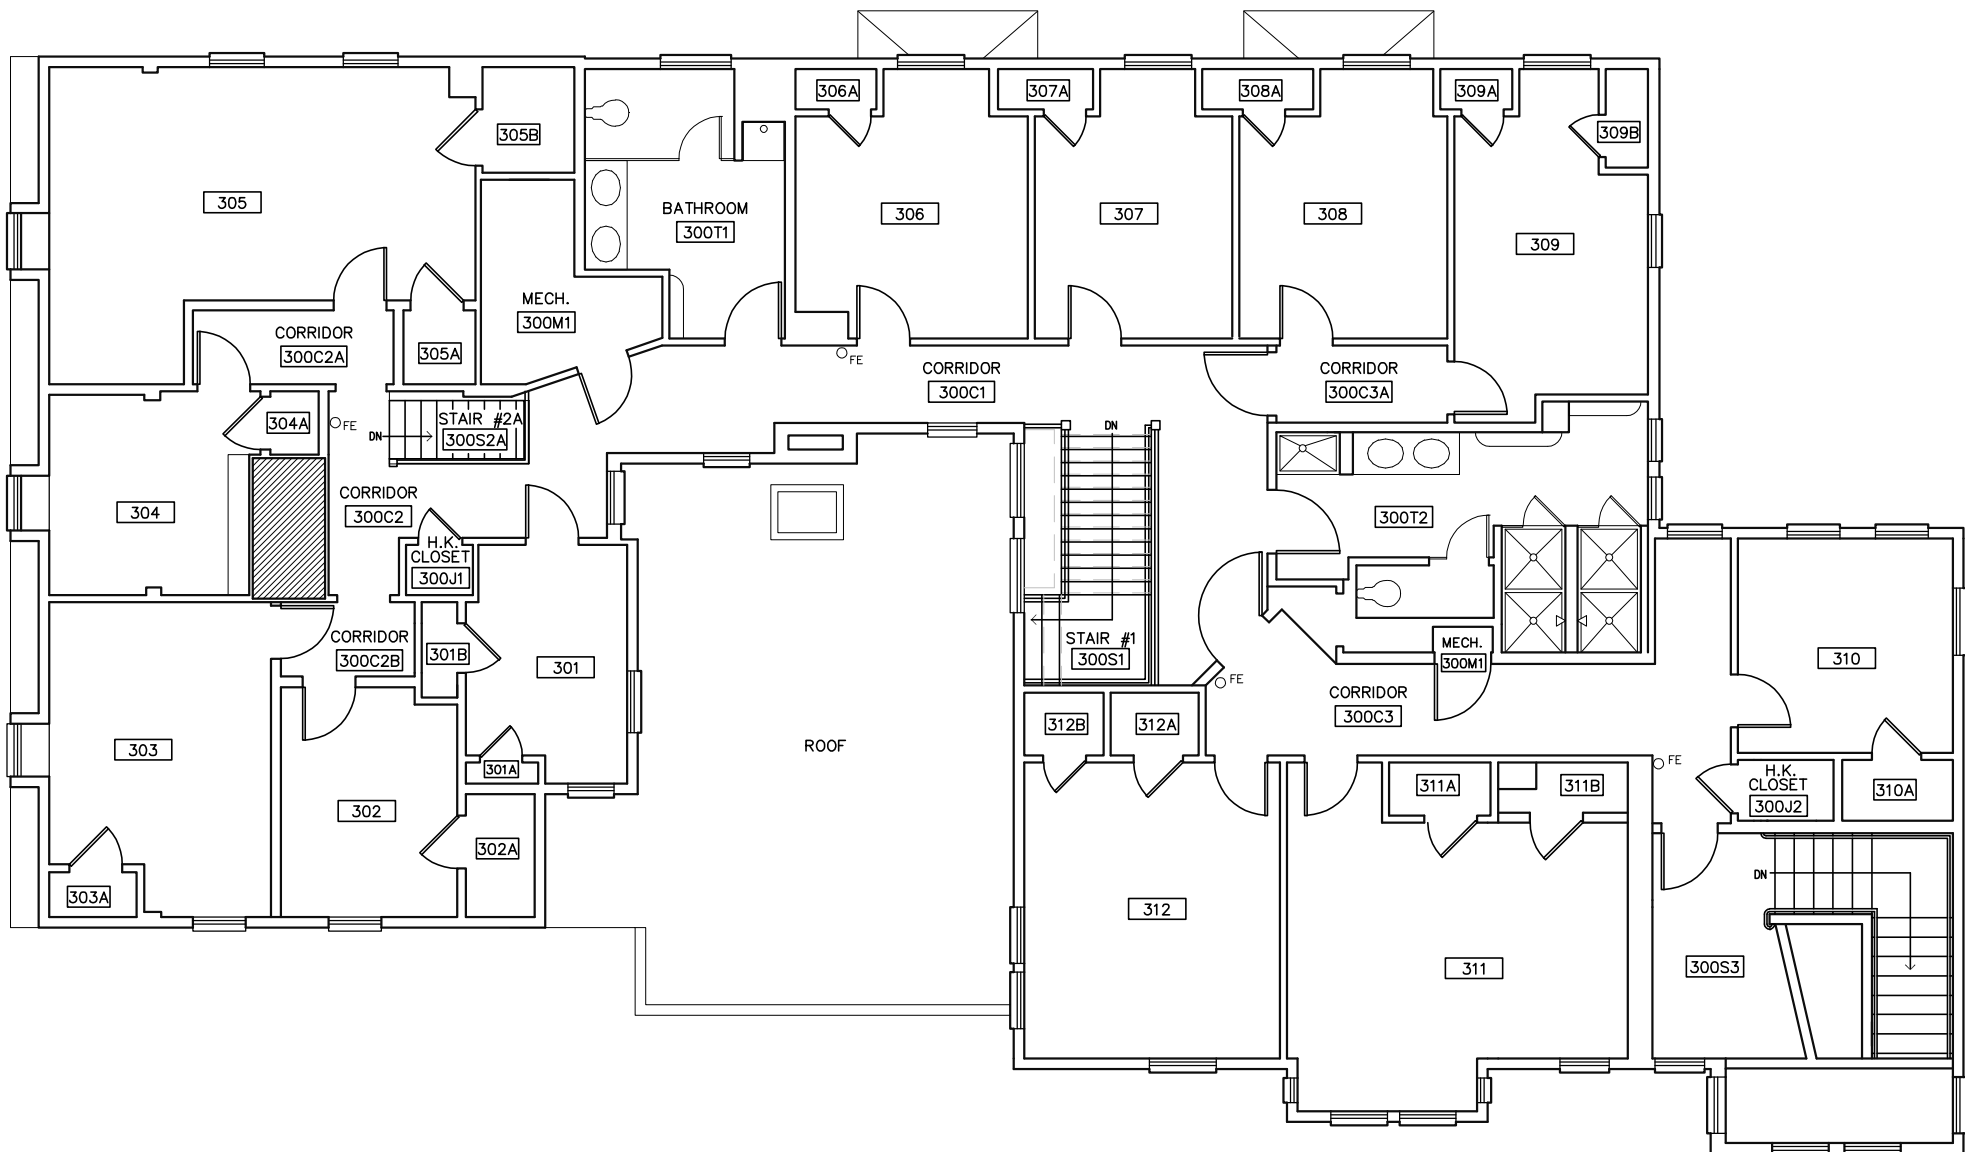 306A
307A
308A
309A
305B
309B
305
BATHROOM
300T1
306
307
308
309
MECH.
300M1
CORRIDOR
300C2A
305A
FE
CORRIDOR
300C1
CORRIDOR
300C3A
304A
FE
DN
STAIR #2A
300S2A
DN
CORRIDOR
300C2
304
300T2
H.K.
CLOSET
300J1
CORRIDOR
300C2B
301B
301
STAIR #1
300S1
MECH.
300M1
310
FE
CORRIDOR
300C3
312B
312A
303
ROOF
301A
FE
H.K.
CLOSET
300J2
310A
311A
311B
302
302A
303A
DN
312
311
300S3